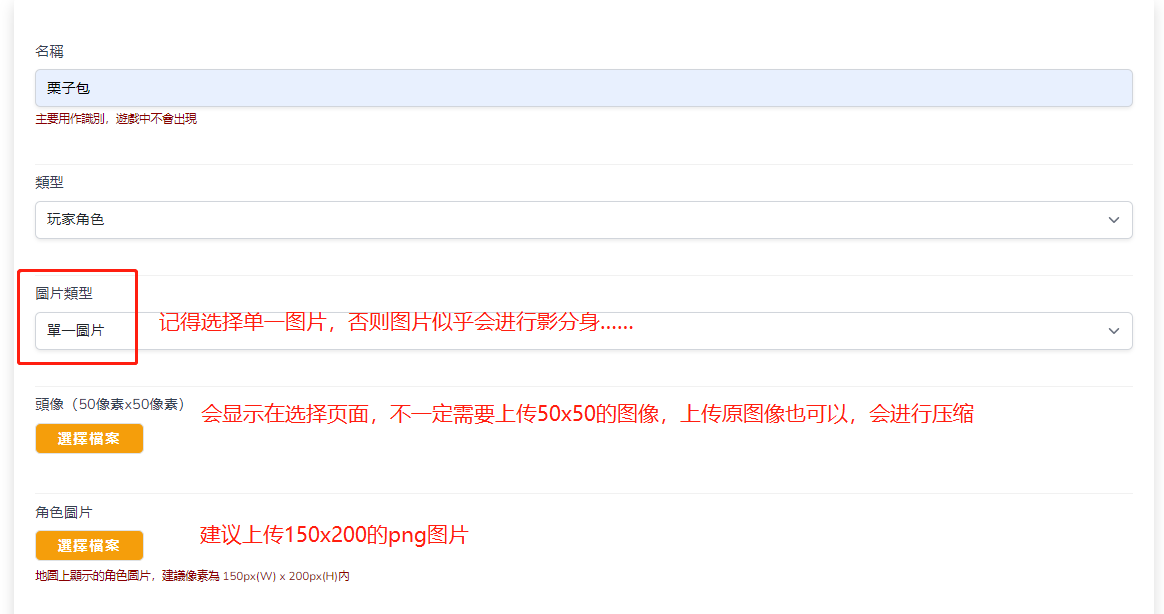 名稱
栗子包
主要用作識別，遊戲中不會出現
類型
玩家角色
圖片類型
單一圖片
记得选择单一图片，否则图片似乎会进行影分身......
頭像（50像素x50像素）
会显示在选择页面，不一定需要上传50x50的图像，上传原图像也可以，会进行压缩
選擇檔案
角色圖片
建议上传150x200的png图片
選擇檔案
地圖上顯示的角色圖片，建議像素為 150px(W) x 200px(H)內